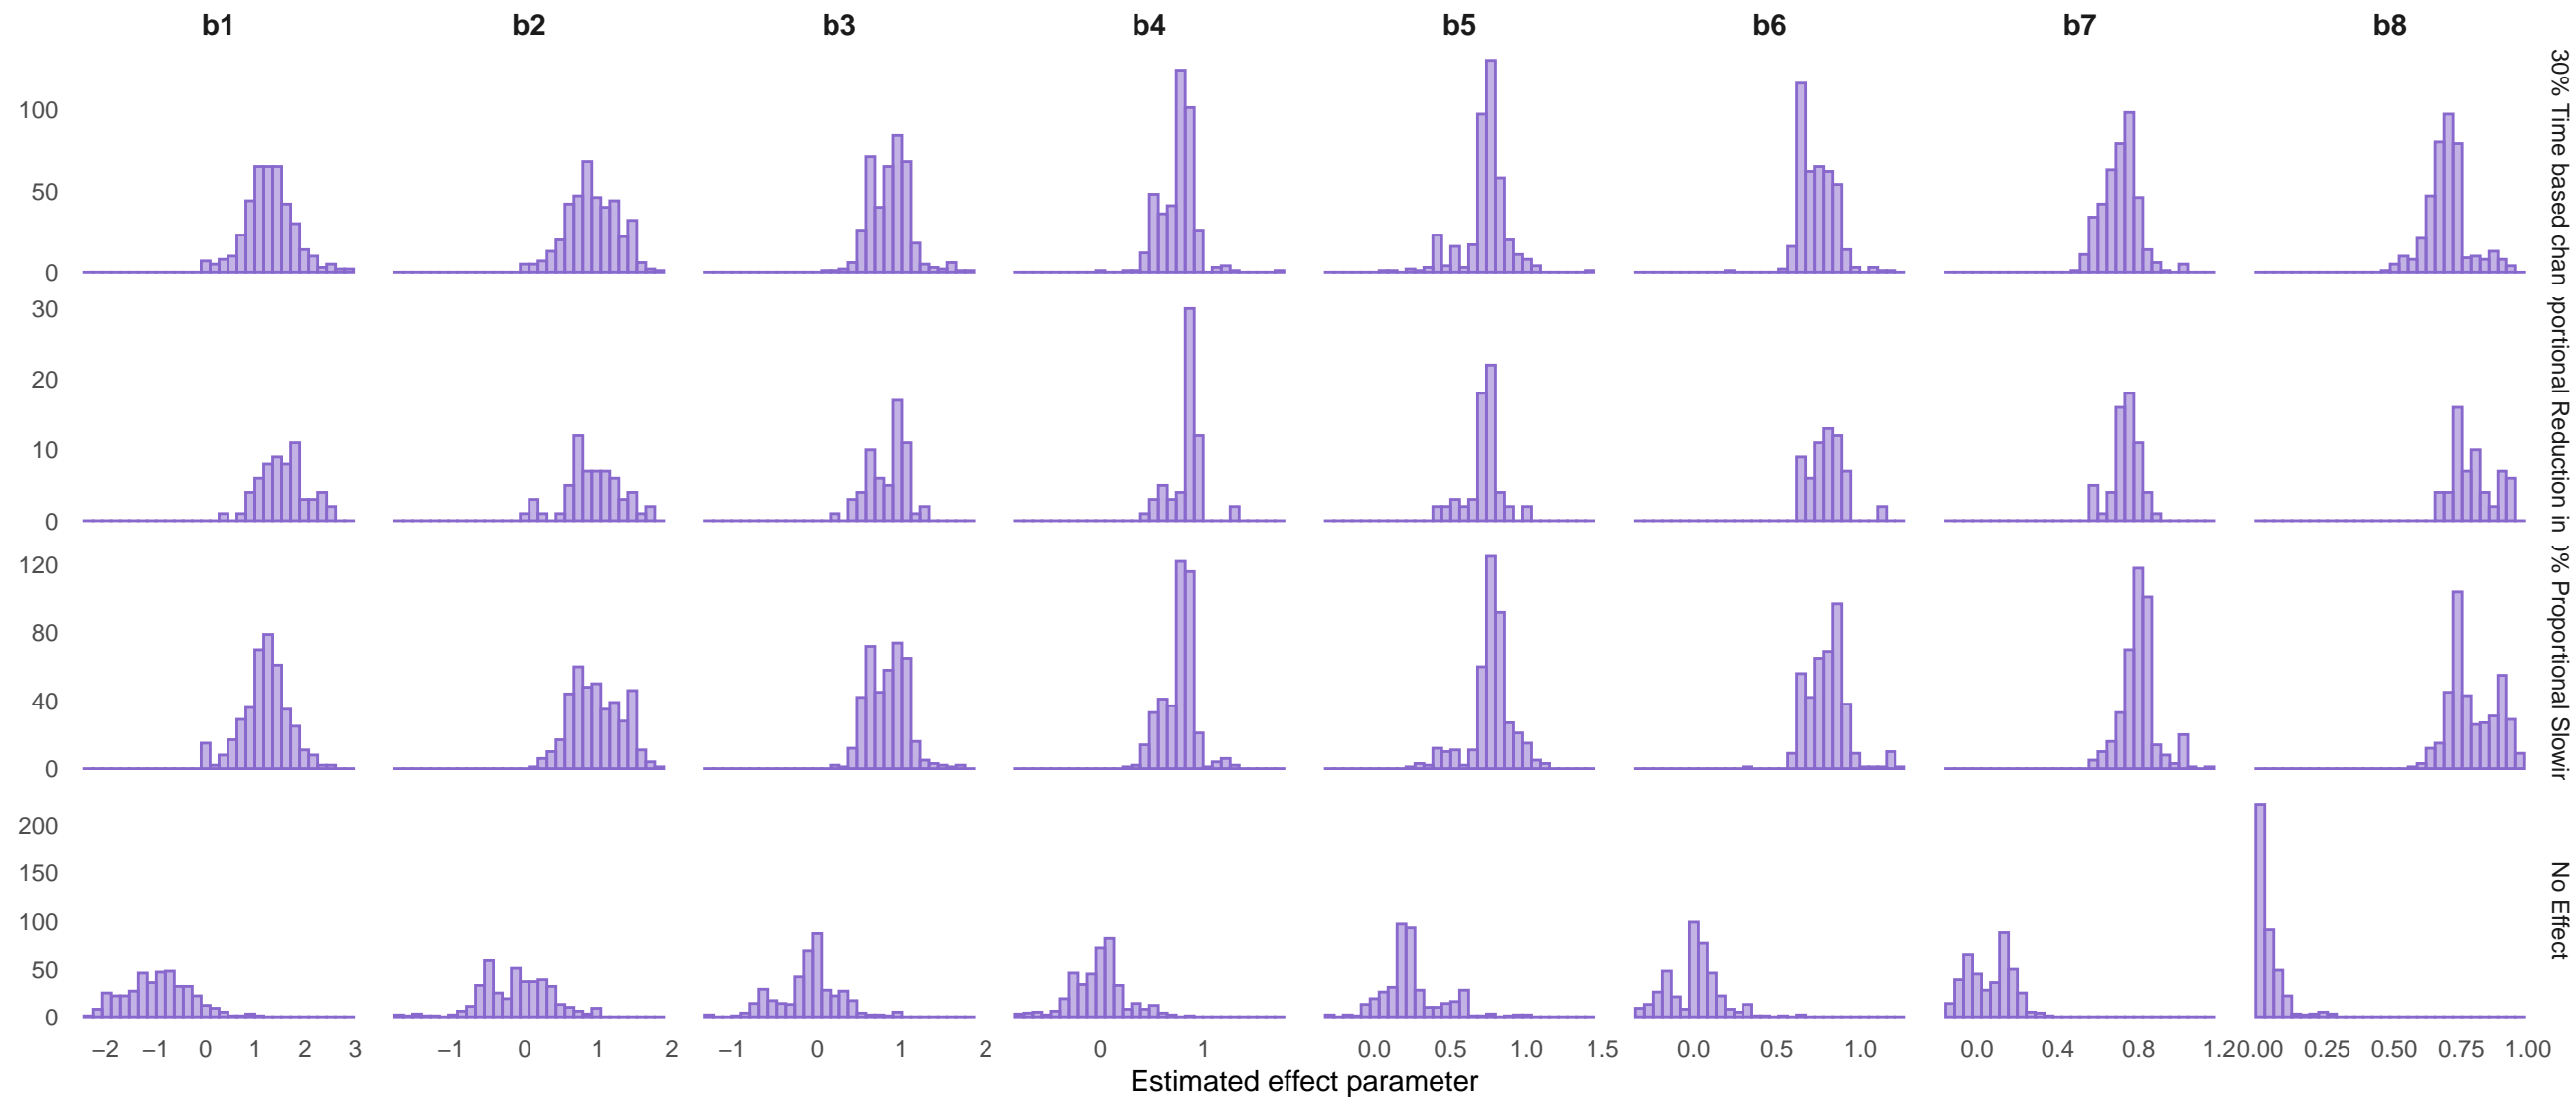 b1 b2 b3 b4 b5 b6 b7 b8
100
50
0
30% Time based chan
30
20
10
0
portional Reduction in
120
80
40
0
% Proportional Slowir
200
150
100
50
0
No Effect
−2 −1 0 1 2 3 −1 0 1 2 −1 0 1 2 0 1 0.0 0.5 1.0 1.5 0.0 0.5 1.0 0.0 0.4 0.8 1.2 0.00 0.25 0.50 0.75 1.00
Estimated effect parameter